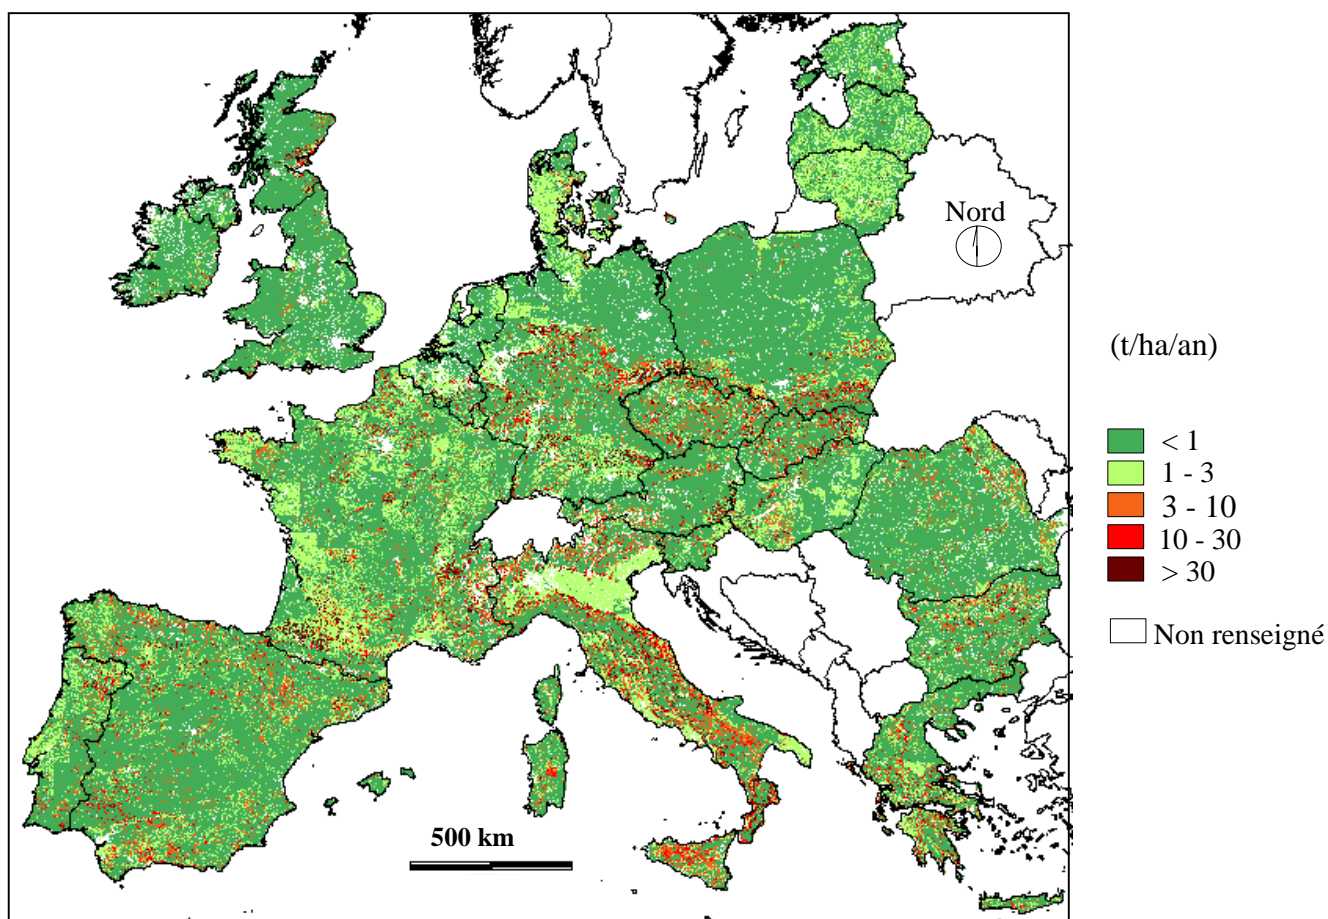 Nord
(t/ha/an)
< 1
1 - 3
3 - 10
10 - 30
> 30
Non renseigné
500 km